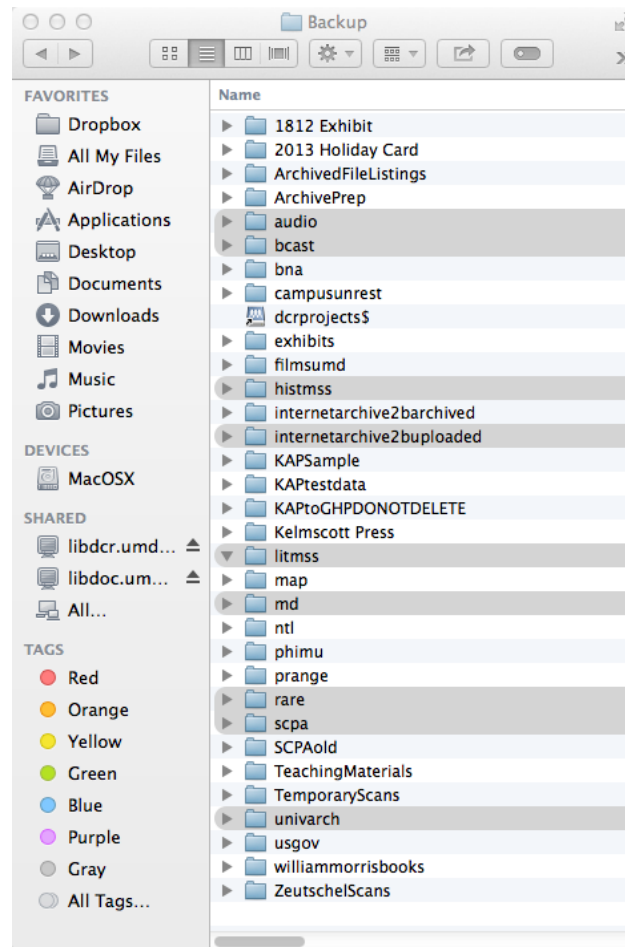 Backup
FAVORITES
Dropbox
All My Files
AirDrop
Applications
Desktop
Documents
Downloads
Movies
Music
Pictures
DEVICES
MacOSX
SHARED
libdcr.umd...
libdoc.um...
All...
TAGS
Red
Orange
Yellow
Green
Blue
Purple
Gray
All Tags...
Name
1812 Exhibit
2013 Holiday Card
ArchivedFileListings
ArchivePrep
audio
bcast
bna
campusunrest
dcrprojects$
exhibits
filmsumd
histmss
internetarchive2barchived
internetarchive2buploaded
KAPSample
KAPtestdata
KAPtoGHPDONOTDELETE
Kelmscott Press
litmss
map
md
ntl
phimu
prange
rare
scpa
SCPAold
TeachingMaterials
TemporaryScans
univarch
usgov
williammorrisbooks
ZeutschelScans